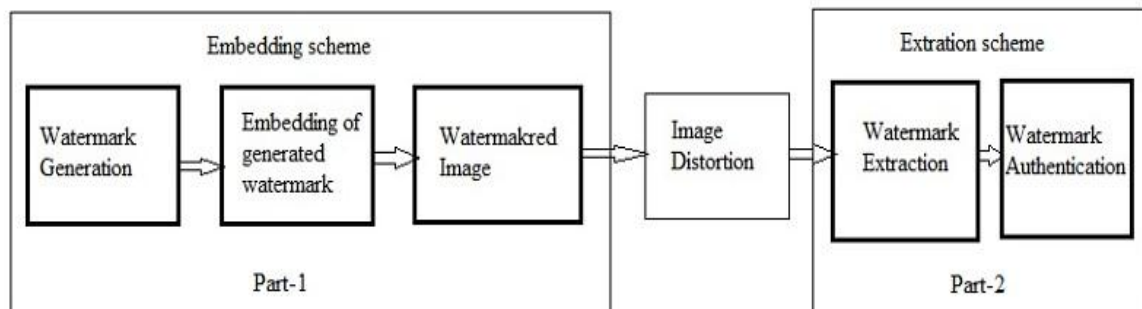 Embedding scheme
Watermark
Generation
Embedding of
generated
watermark
Watermakred
Image
Part-1
Image
Distortion
Extration scheme
Watermark
Extraction
Watermark
Authentication
Part-2